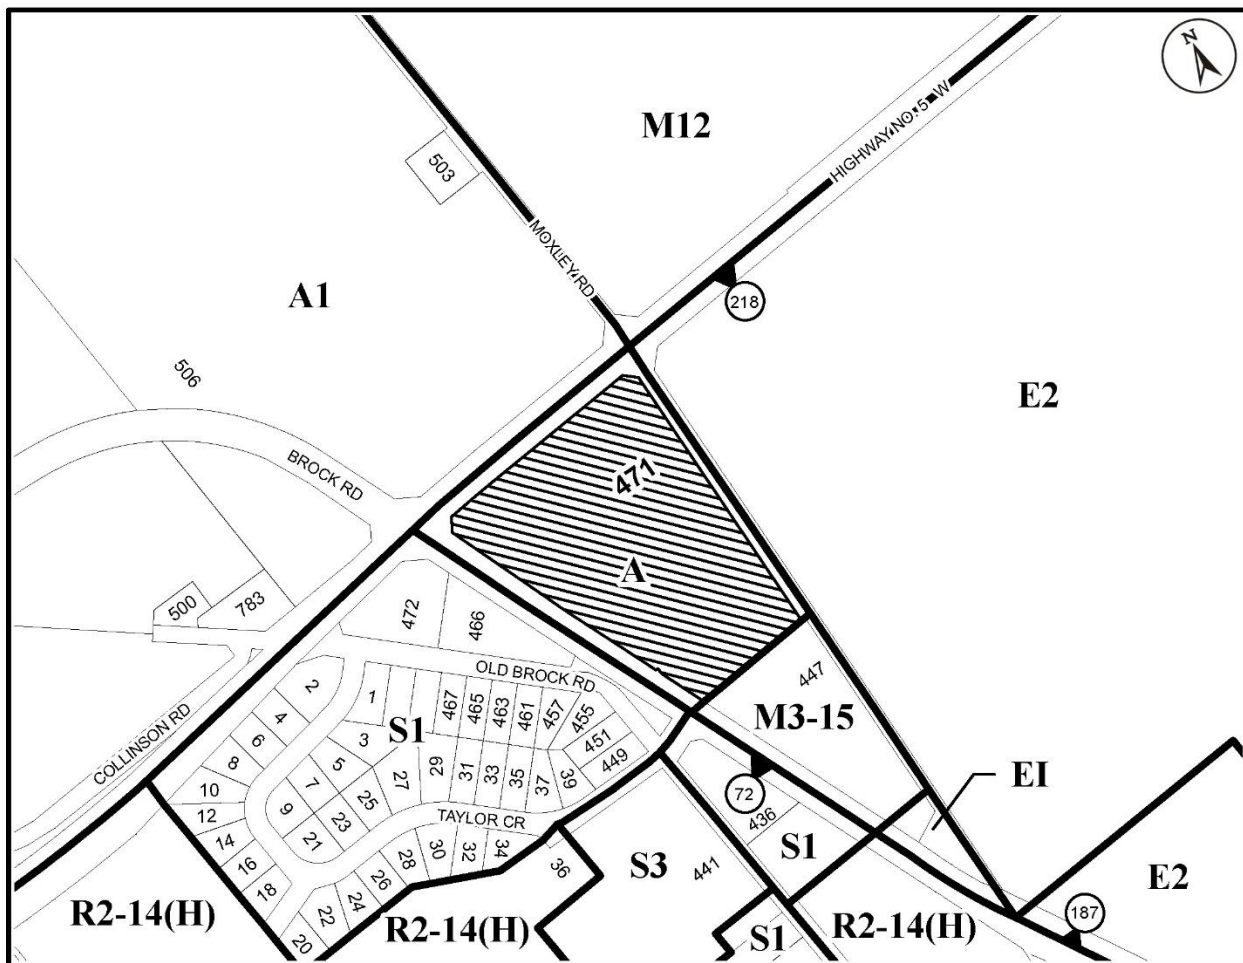 N
M12
HIGHWAY NO. 5 W
503
MOXLEY RD
218
A1
506
E2
BROCK RD
471
A
500
783
472
466
OLD BROCK RD
447
M3-15
2
1
467
465
463
461
457
455
451
449
S1
4
6
8
10
12
14
16
18
20
COLLINSON RD
3
5
7
9
27
25
23
21
29
31
33
35
37
39
TAYLOR CR
72
436
S1
EI
22
24
26
28
30
32
34
36
S3
441
E2
R2-14(H)
R2-14(H)
S1
R2-14(H)
187